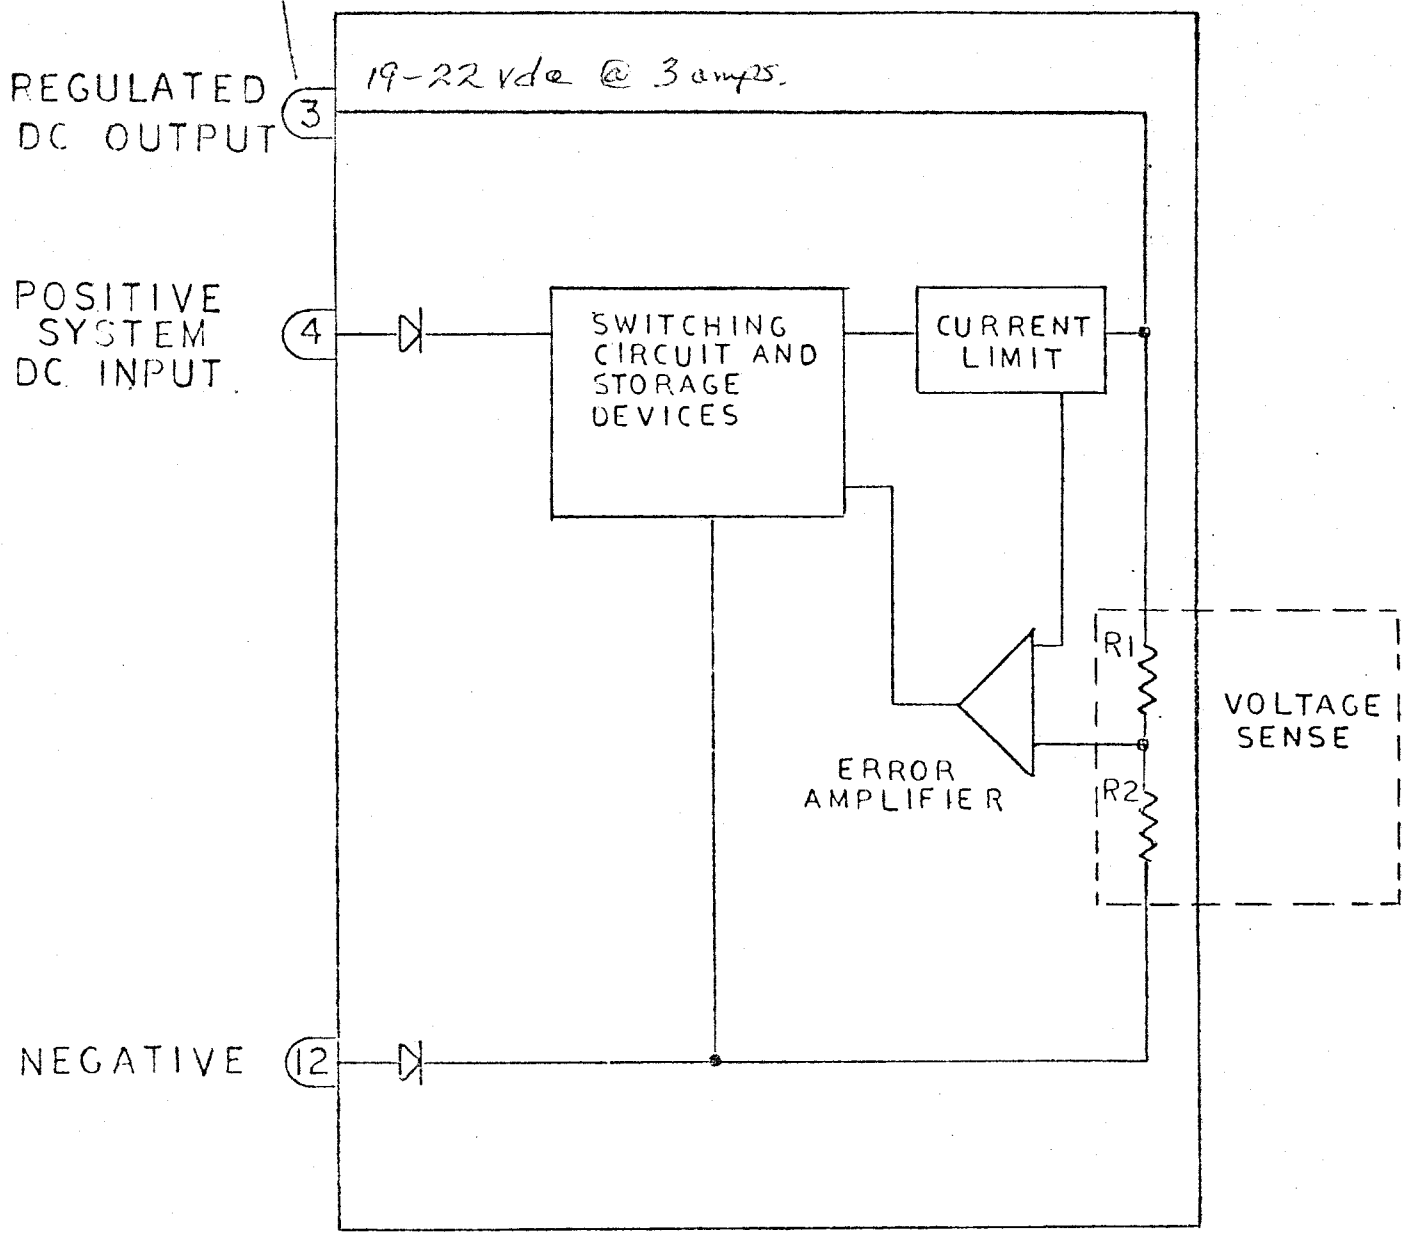 19-22 vdc @ 3 amps.
REGULATED
DC OUTPUT
3
POSITIVE
SYSTEM
DC INPUT
4
SWITCHING
CIRCUIT AND
STORAGE
DEVICES
CURRENT
LIMIT
R1
VOLTAGE
SENSE
ERROR
AMPLIFIER
R2
NEGATIVE
12